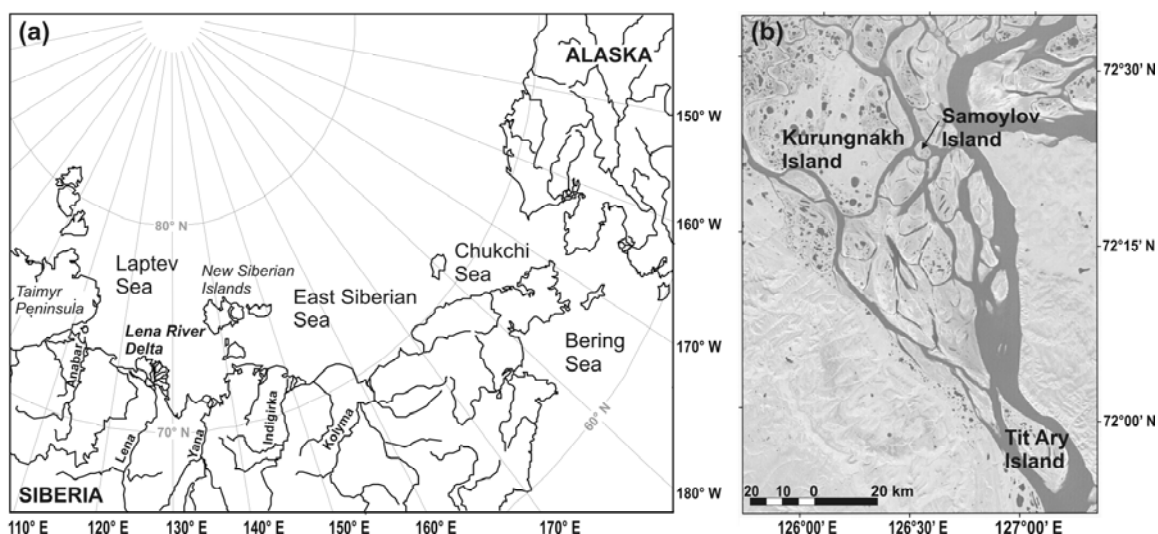 (a)
ALASKA
150° W
160° W
170° W
180° W
80° N
70° N
60° N
Chukchi
Sea
Laptev
Sea
New Siberian
Islands
East Siberian
Sea
Taimyr
Peninsula
Lena River
Delta
Bering
Sea
Anabar
Lena
Yana
Indigirka
Kolyma
SIBERIA
110° E
120° E
130° E
140° E
150° E
160° E
170° E
(b)
72°30' N
72°15' N
72°00' N
Samoylov
Island
Kurungnakh
Island
Tit Ary
Island
20 10 0 20 km
126°00' E
126°30' E
127°00' E